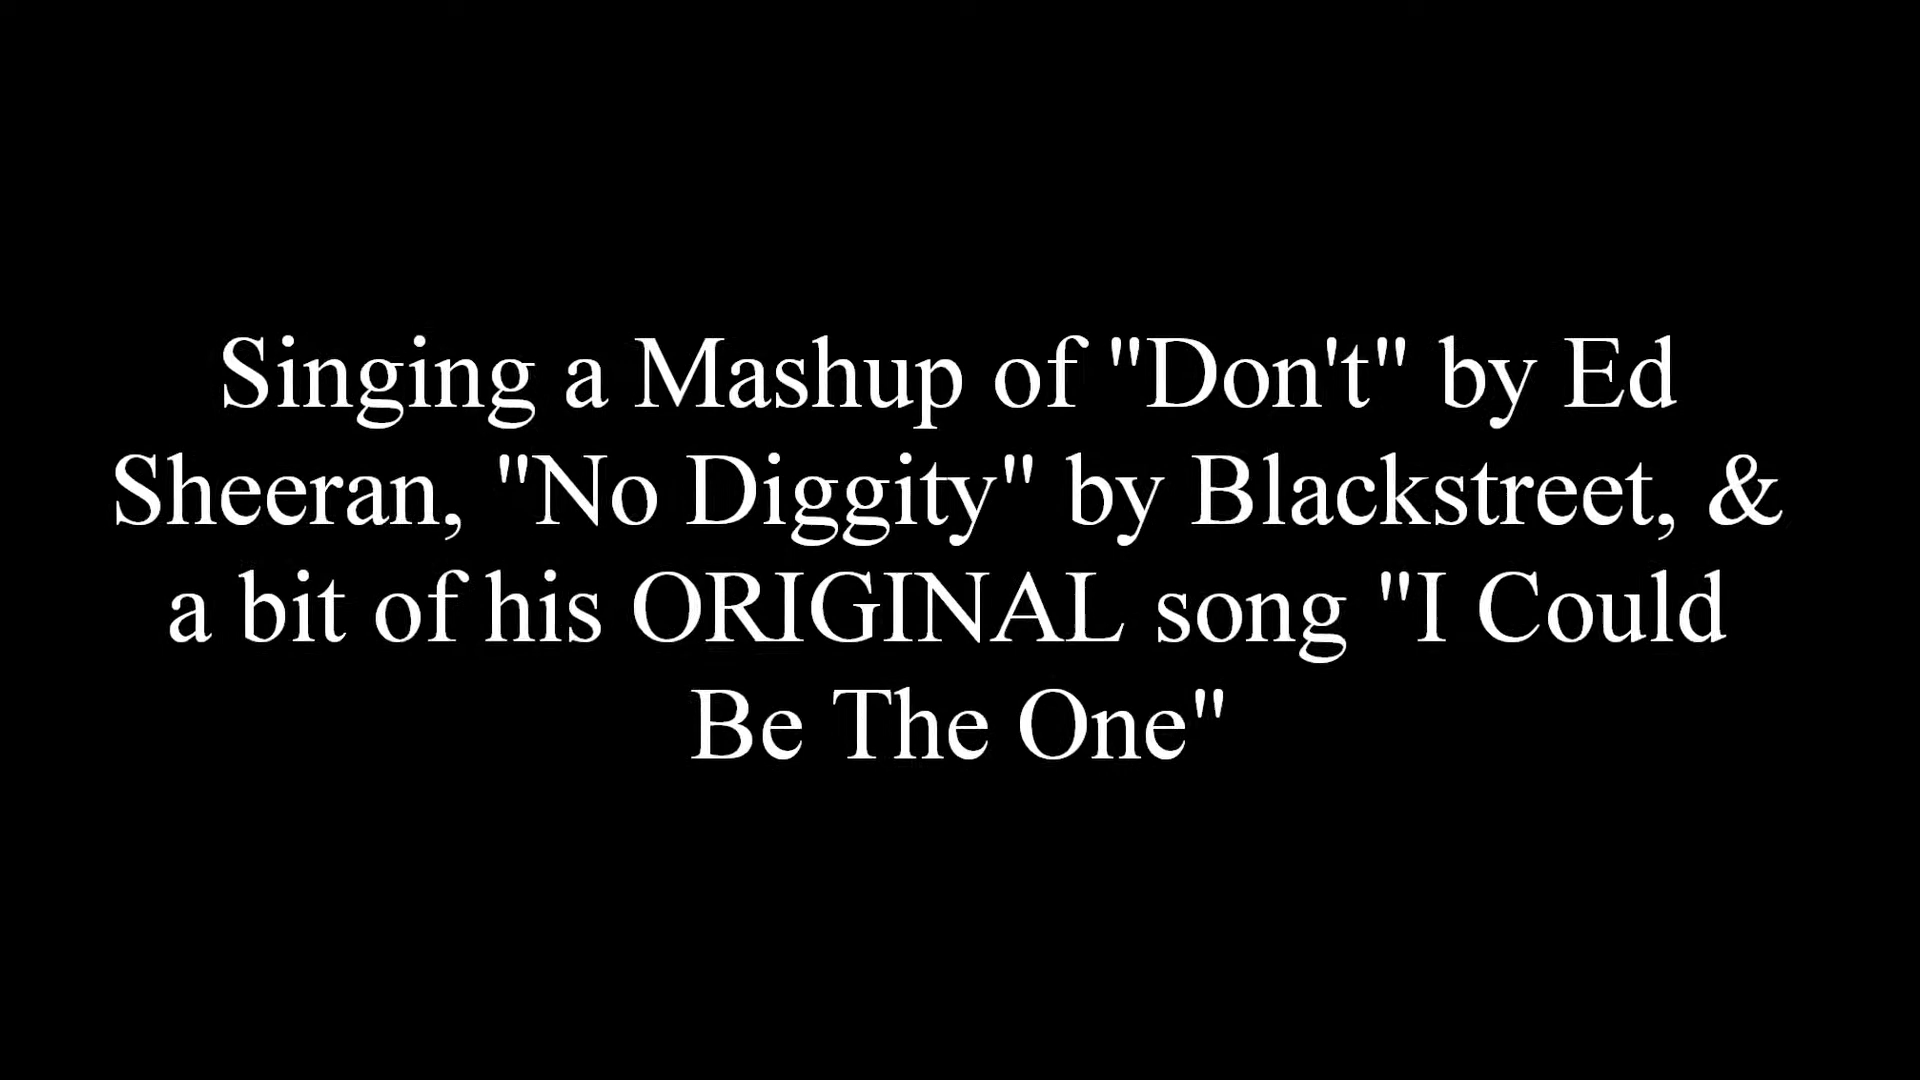 Singing a Mashup of "Don't" by Ed
Sheeran, "No Diggity" by Blackstreet, &
a bit of his ORIGINAL song "I Could
Be The One"